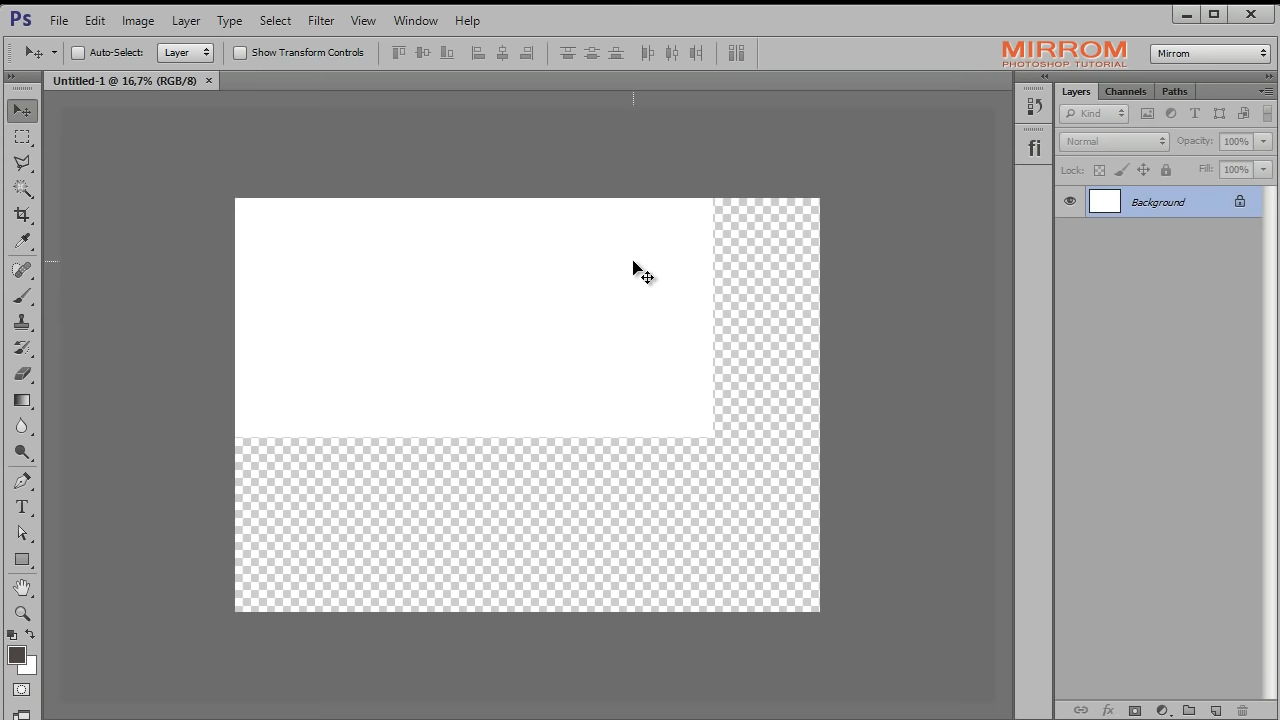 Ps File Edit Image Layer Type Select Filter View Window Help
Auto-Select: Layer Show Transform Controls
MIRROM
PHOTOSHOP TUTORIAL
Mirrom
Untitled-1 @ 16,7% (RGB/8) ×
Layers Channels Paths
Kind
Normal Opacity: 100%
Lock: Fill: 100%
Background
fi
T
fx